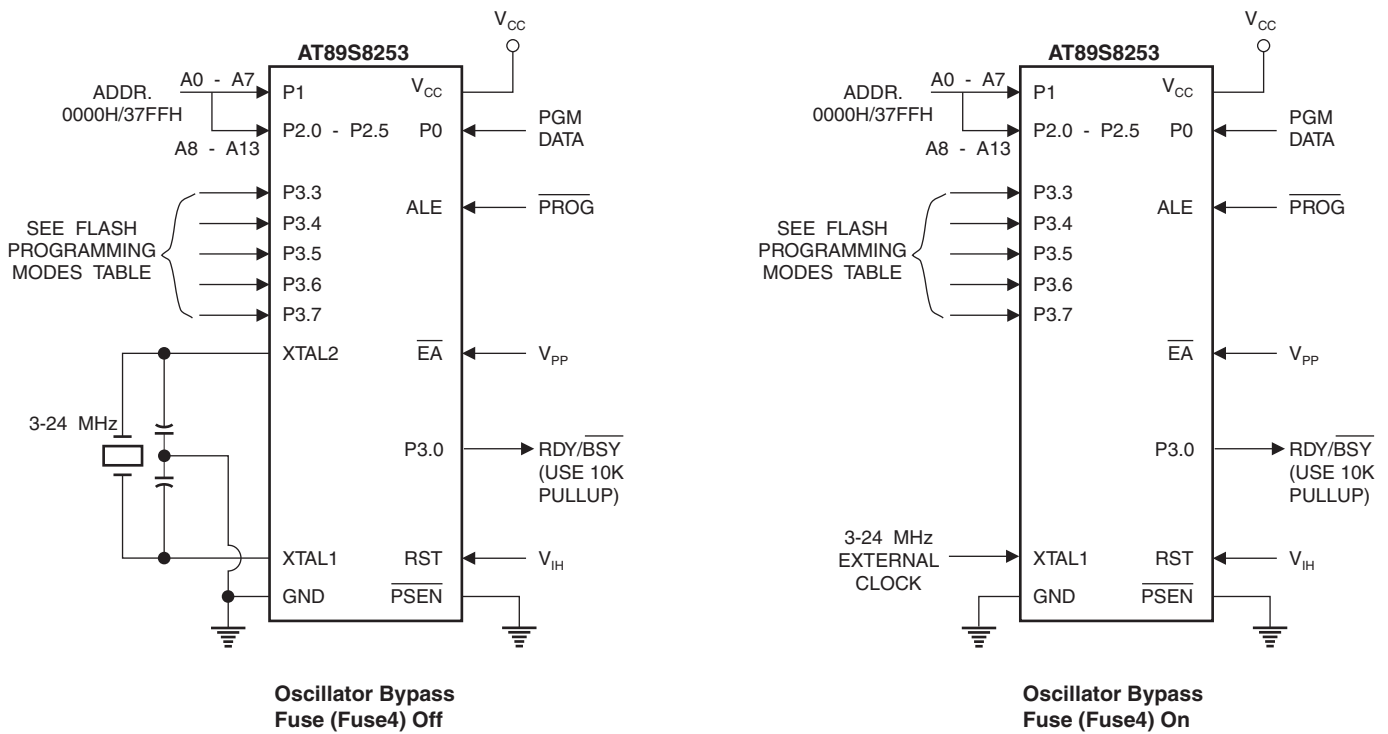 V_CC
AT89S8253
A0 - A7
ADDR.
0000H/37FFH
A8 - A13
P1
V_CC
P2.0 - P2.5
P0
PGM
DATA
P3.3
P3.4
P3.5
P3.6
P3.7
ALE
PROG
SEE FLASH
PROGRAMMING
MODES TABLE
XTAL2
EA
V_PP
3-24 MHz
P3.0
RDY/BSY
(USE 10K
PULLUP)
XTAL1
RST
V_IH
GND
PSEN
Oscillator Bypass
Fuse (Fuse4) Off
V_CC
AT89S8253
A0 - A7
ADDR.
0000H/37FFH
A8 - A13
P1
V_CC
P2.0 - P2.5
P0
PGM
DATA
P3.3
P3.4
P3.5
P3.6
P3.7
ALE
PROG
SEE FLASH
PROGRAMMING
MODES TABLE
EA
V_PP
P3.0
RDY/BSY
(USE 10K
PULLUP)
3-24 MHz
EXTERNAL
CLOCK
XTAL1
RST
V_IH
GND
PSEN
Oscillator Bypass
Fuse (Fuse4) On